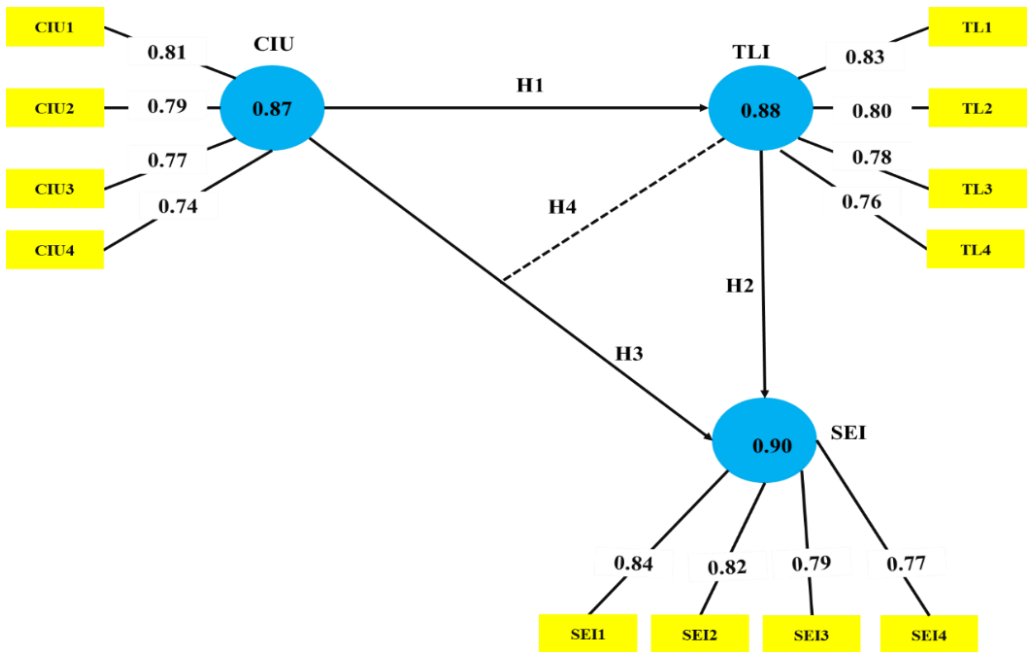 CIU1
CIU
TLI
TL1
0.81
0.83
H1
CIU2
0.79
0.87
0.88
0.80
TL2
0.77
0.78
CIU3
TL3
0.74
H4
0.76
CIU4
TL4
H2
H3
SEI
0.90
0.84
0.82
0.79
0.77
SEI1
SEI2
SEI3
SEI4